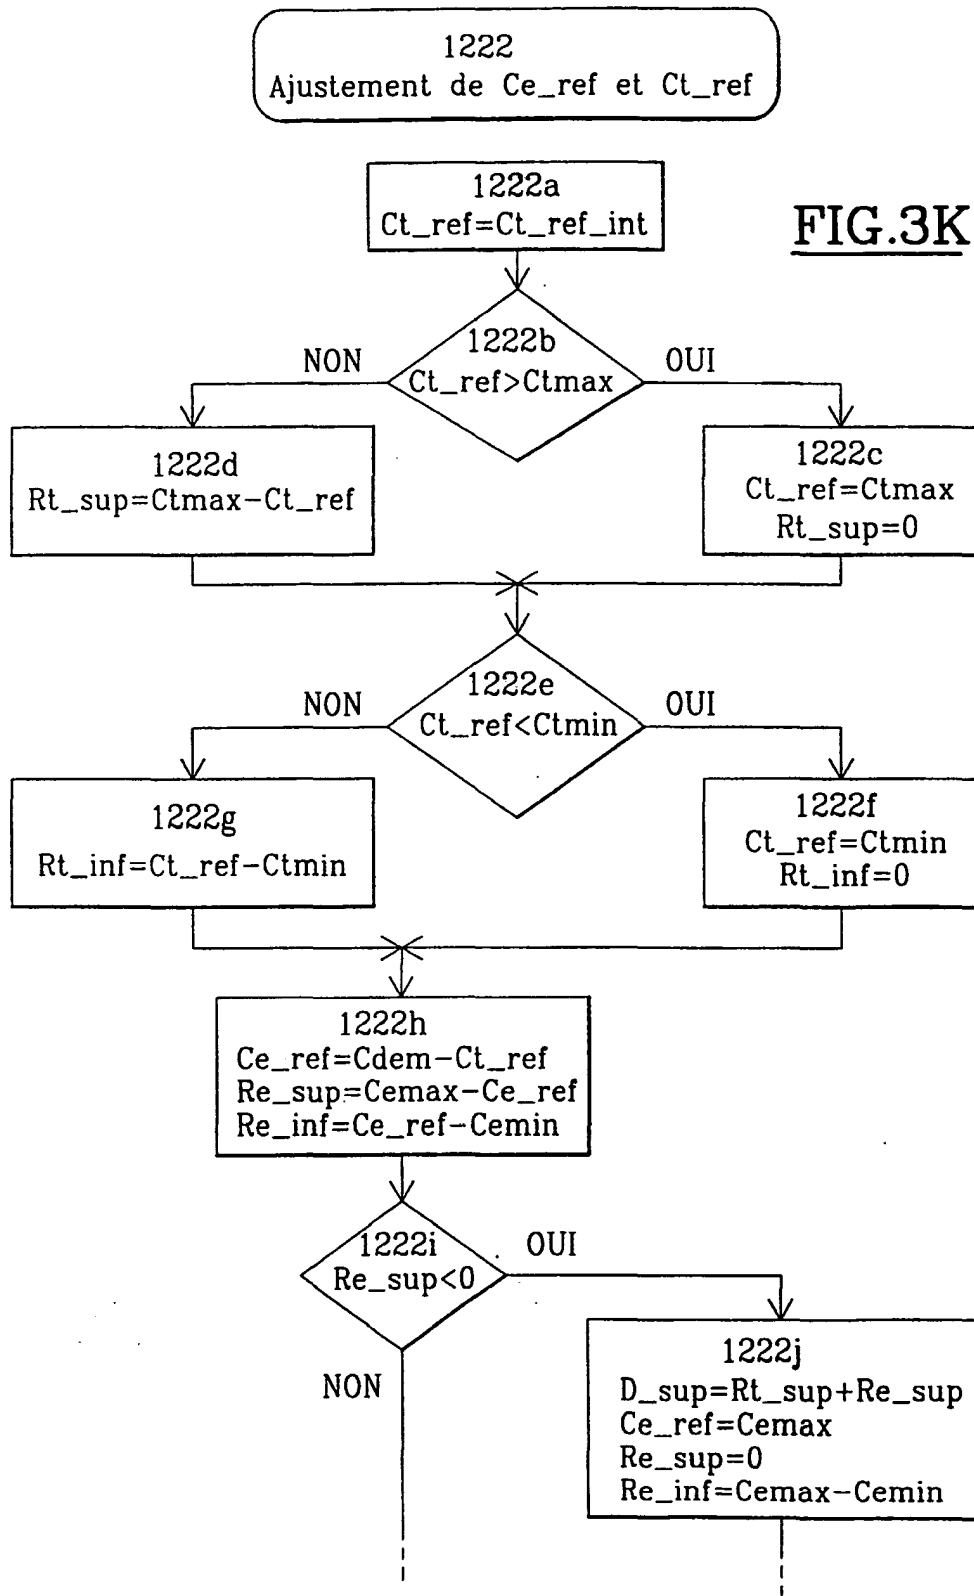 1222
Ajustement de Ce_ref et Ct_ref
1222a
Ct_ref=Ct_ref_int
FIG.3K
1222b
Ct_ref>Ctmax
NON
OUI
1222d
Rt_sup=Ctmax-Ct_ref
1222c
Ct_ref=Ctmax
Rt_sup=0
1222e
Ct_ref<Ctmin
NON
OUI
1222g
Rt_inf=Ct_ref-Ctmin
1222f
Ct_ref=Ctmin
Rt_inf=0
1222h
Ce_ref=Cdem-Ct_ref
Re_sup=Cemax-Ce_ref
Re_inf=Ce_ref-Cemin
1222i
Re_sup<0
OUI
NON
1222j
D_sup=Rt_sup+Re_sup
Ce_ref=Cemax
Re_sup=0
Re_inf=Cemax-Cemin